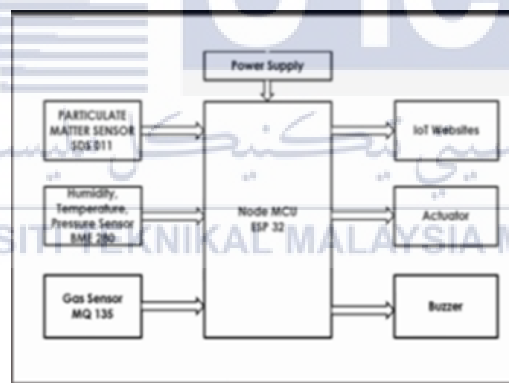 Power Supply
PARTICULATE
MATTER SENSOR
SDS 011
IoT Websites
Humidity,
Temperature,
Pressure Sensor
BME 280
Node MCU
ESP 32
Actuator
SITI TEKNIKAL MALAYSIA M
Gas Sensor
MQ 135
Buzzer